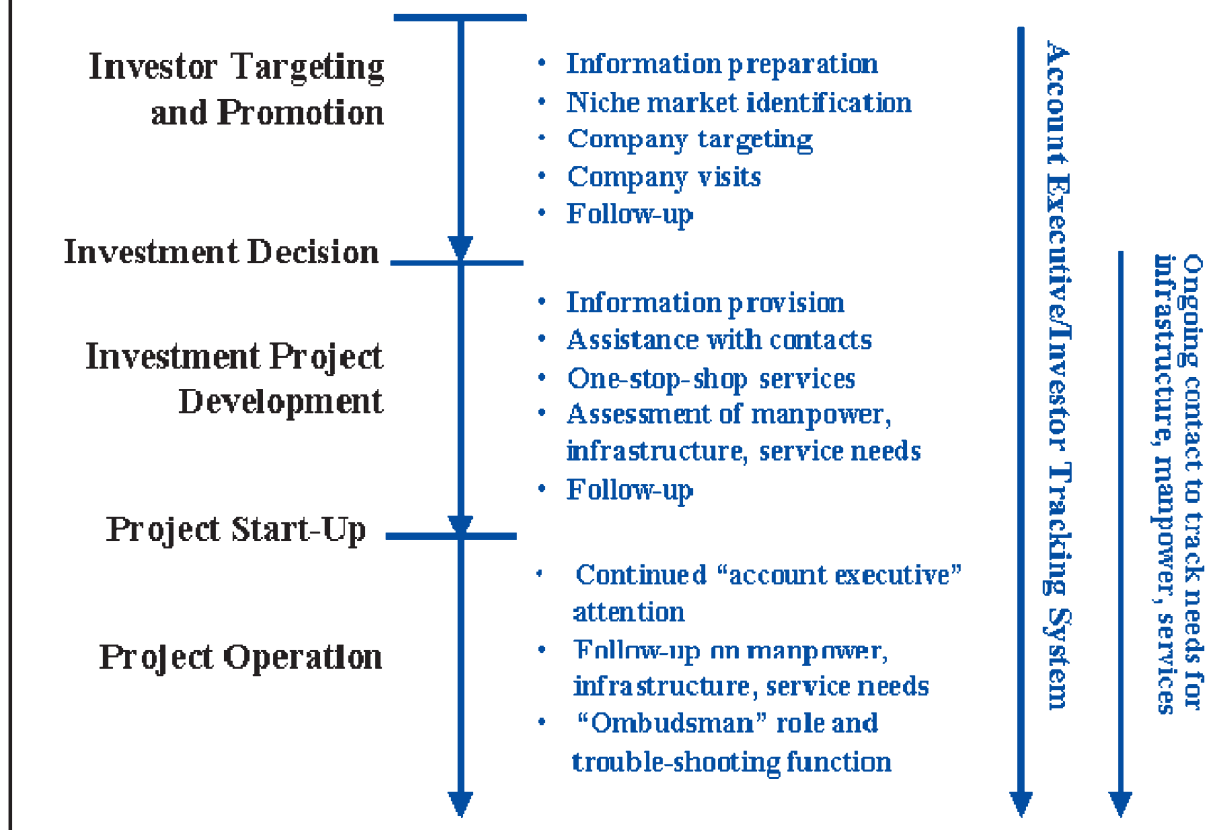 Investor Targeting
and Promotion
• Information preparation
• Niche market identification
• Company targeting
• Company visits
• Follow-up
Investment Decision
Investment Project
Development
• Information provision
• Assistance with contacts
• One-stop-shop services
• Assessment of manpower,
infrastructure, service needs
• Follow-up
Project Start-Up
Project Operation
• Continued “account executive”
attention
• Follow-up on manpower,
infrastructure, service needs
• “Ombudsman” role and
trouble-shooting function
Account Executive/Investor Tracking System
Ongoing contact to track needs for
infrastructure, manpower, services